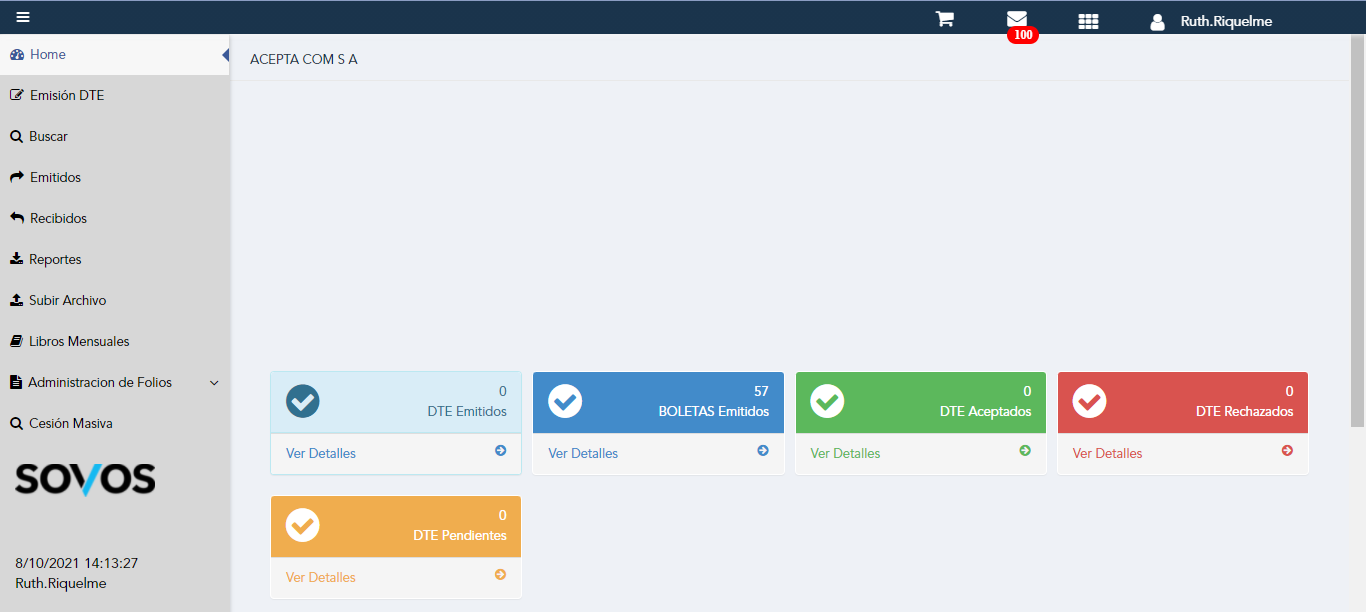 100
Ruth.Riquelme
Home
Emisión DTE
Buscar
Emitidos
Recibidos
Reportes
Subir Archivo
Libros Mensuales
Administracion de Folios
Cesión Masiva
SOVOS
8/10/2021 14:13:27
Ruth.Riquelme
ACEPTA COM S A
0
DTE Emitidos
Ver Detalles
57
BOLETAS Emitidos
Ver Detalles
0
DTE Aceptados
Ver Detalles
0
DTE Rechazados
Ver Detalles
0
DTE Pendientes
Ver Detalles